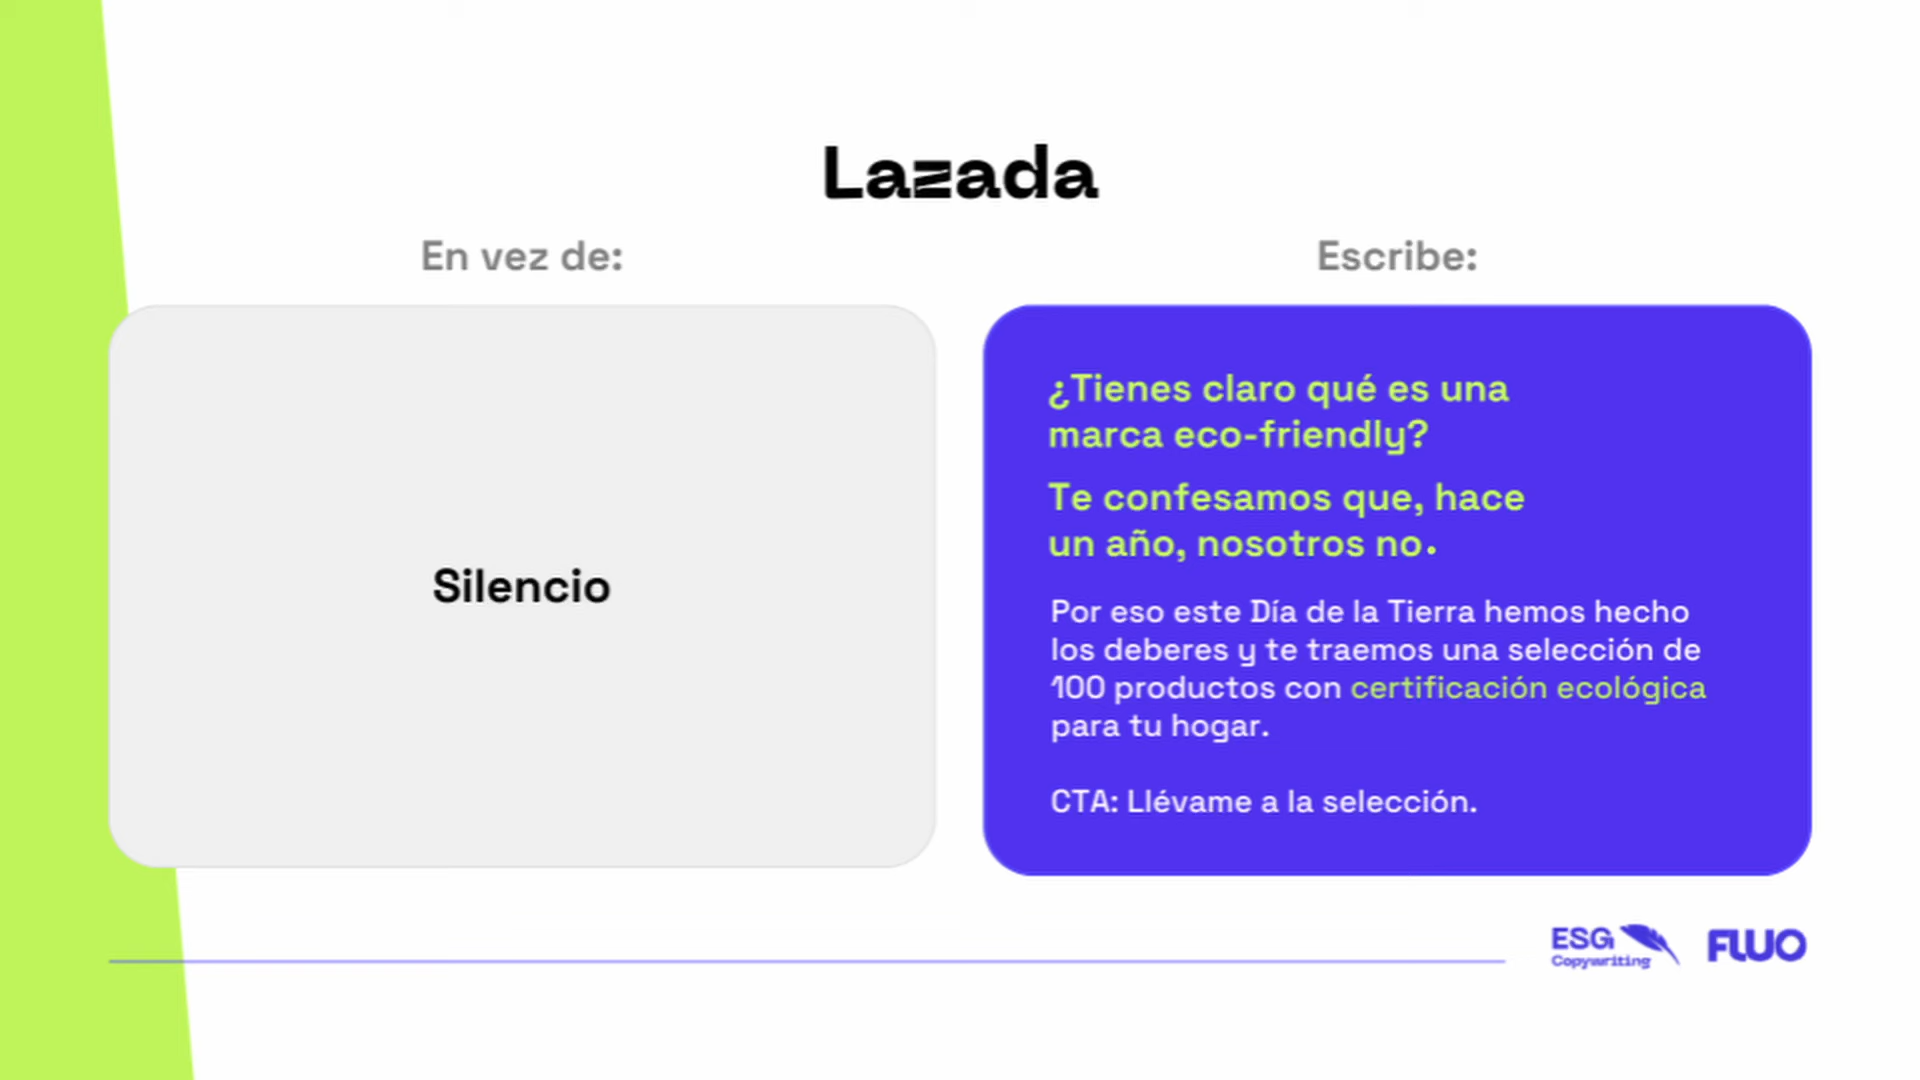 Lazada
En vez de:
Silencio
Escribe:
¿Tienes claro qué es una
marca eco-friendly?
Te confesamos que, hace
un año, nosotros no.
Por eso este Día de la Tierra hemos hecho
los deberes y te traemos una selección de
100 productos con certificación ecológica
para tu hogar.
CTA: Llévame a la selección.
ESG
Copywriting
FLUO